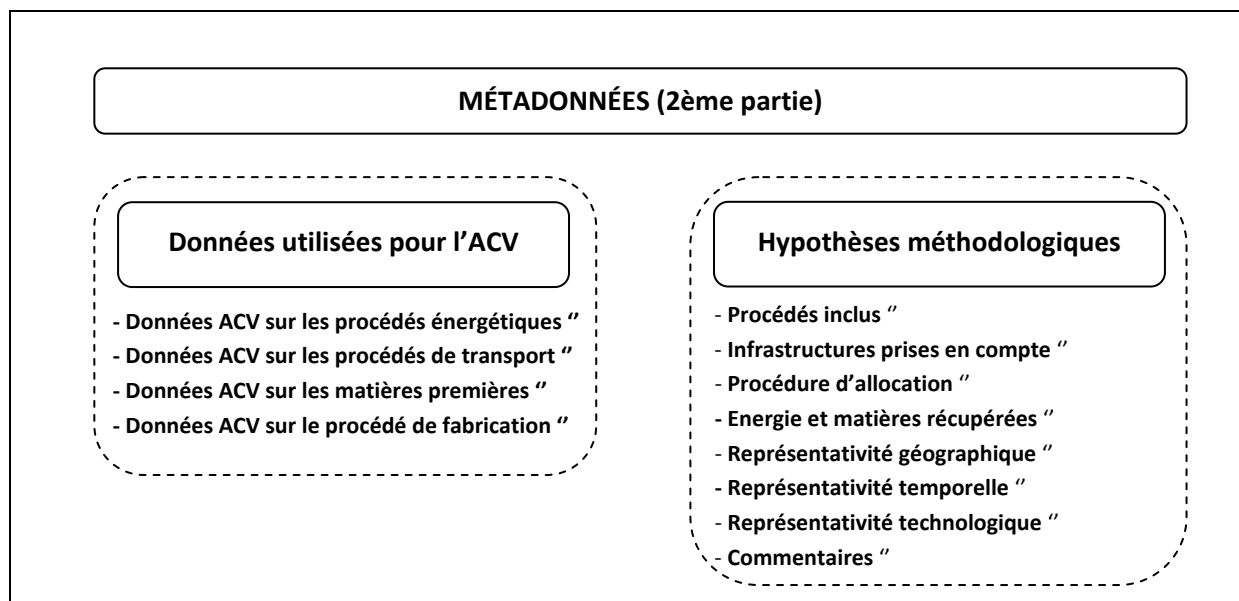 MÉTADONNÉES (2ème partie)
Données utilisées pour l’ACV
- Données ACV sur les procédés énergétiques ‘’
- Données ACV sur les procédés de transport ‘’
- Données ACV sur les matières premières ‘’
- Données ACV sur le procédé de fabrication ‘’
Hypothèses méthodologiques
- Procédés inclus ‘’
- Infrastructures prises en compte ‘’
- Procédure d’allocation ‘’
- Energie et matières récupérées ‘’
- Représentativité géographique ‘’
- Représentativité temporelle ‘’
- Représentativité technologique ‘’
- Commentaires ‘’